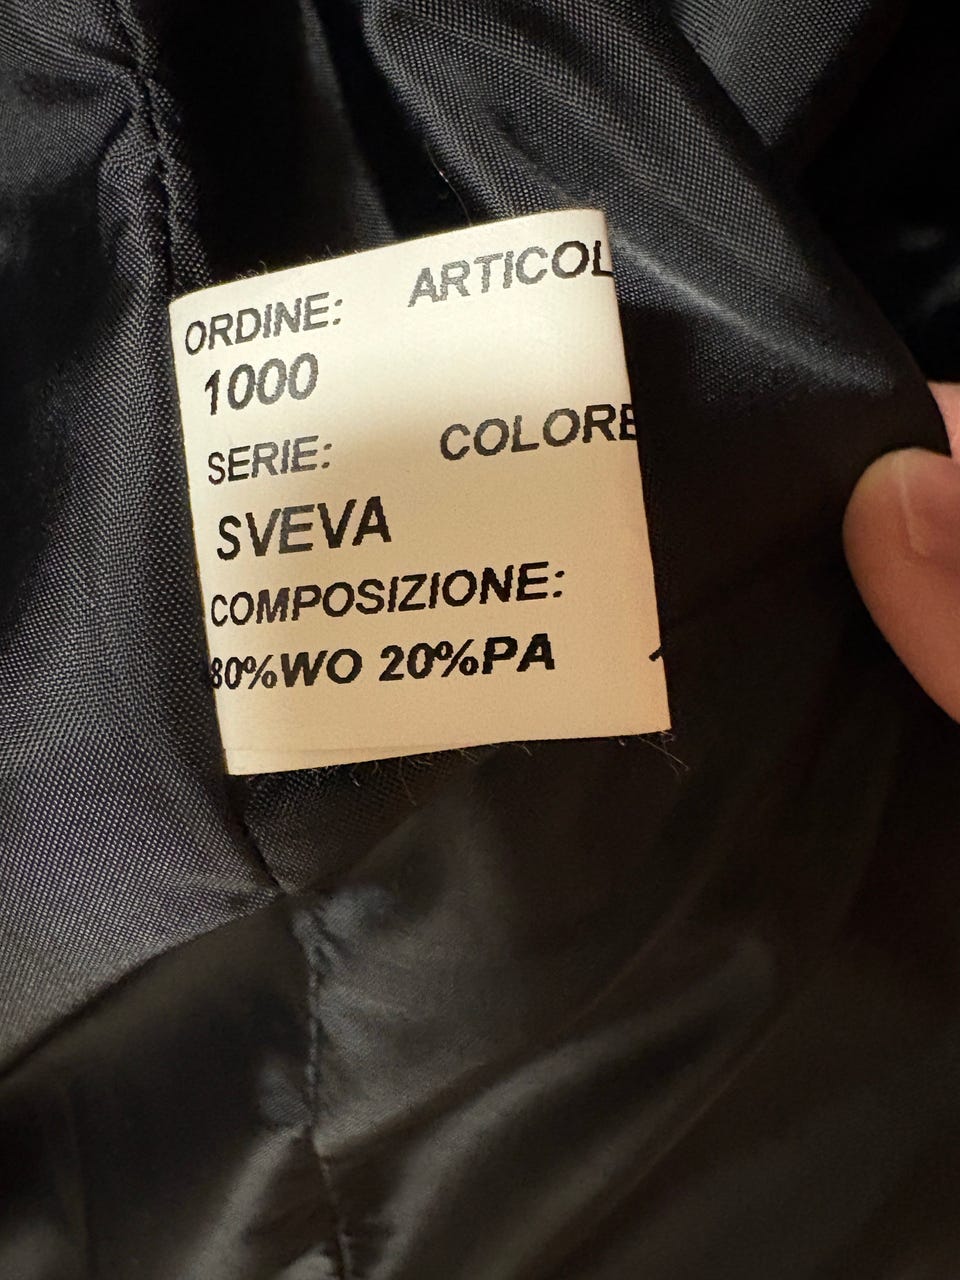 ORDINE: ARTICOL
1000
SERIE: COLORE
SVEVA
COMPOSIZIONE:
80%WO 20%PA